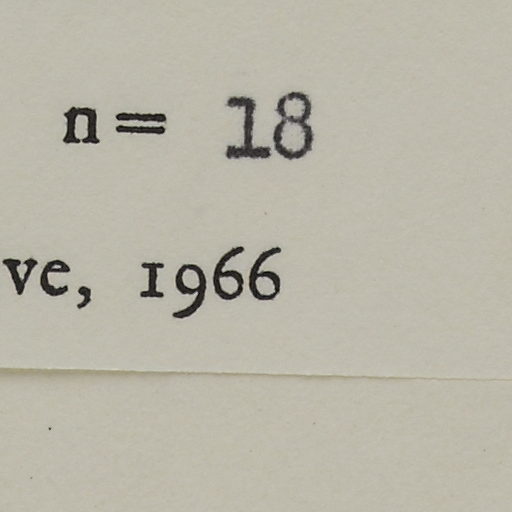 n= 18
ve, 1966